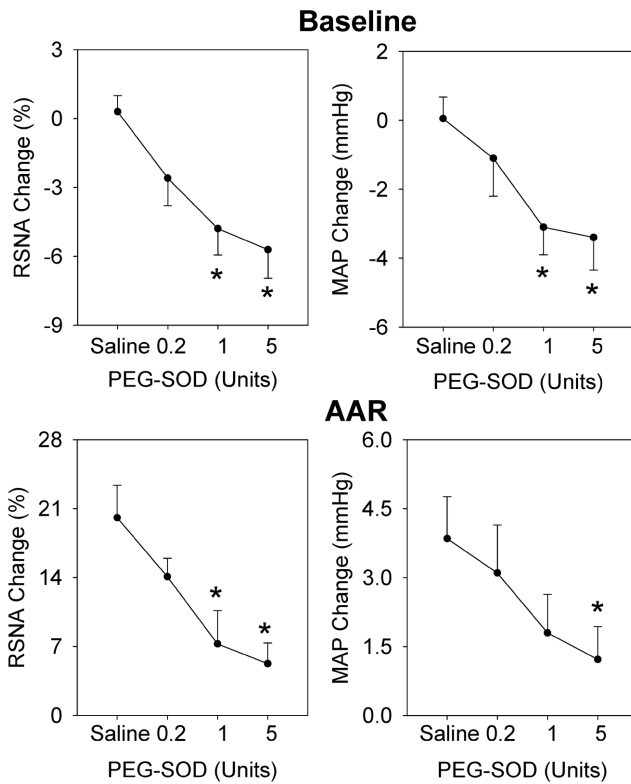 Baseline
RSNA Change (%)
3
0
-3
-6
-9
* *
Saline 0.2 1 5
PEG-SOD (Units)
MAP Change (mmHg)
2
0
-2
-4
-6
* *
Saline 0.2 1 5
PEG-SOD (Units)
AAR
RSNA Change (%)
28
21
14
7
0
* *
Saline 0.2 1 5
PEG-SOD (Units)
MAP Change (mmHg)
6.0
4.5
3.0
1.5
0.0
*
Saline 0.2 1 5
PEG-SOD (Units)